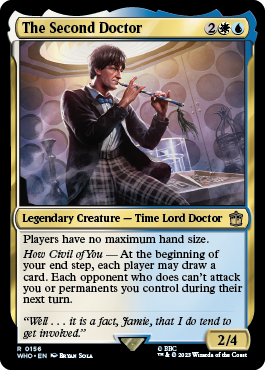 The Second Doctor 2
Legendary Creature — Time Lord Doctor
Players have no maximum hand size.
How Civil of You — At the beginning of
your end step, each player may draw a
card. Each opponent who does can't attack
you or permanents you control during their
next turn.
"Well . . . it is a fact, Jamie, that I do tend to
get involved."
2/4
R 0156
WHO • EN Bryan Sola
© BBC
™ & © 2023 Wizards of the Coast